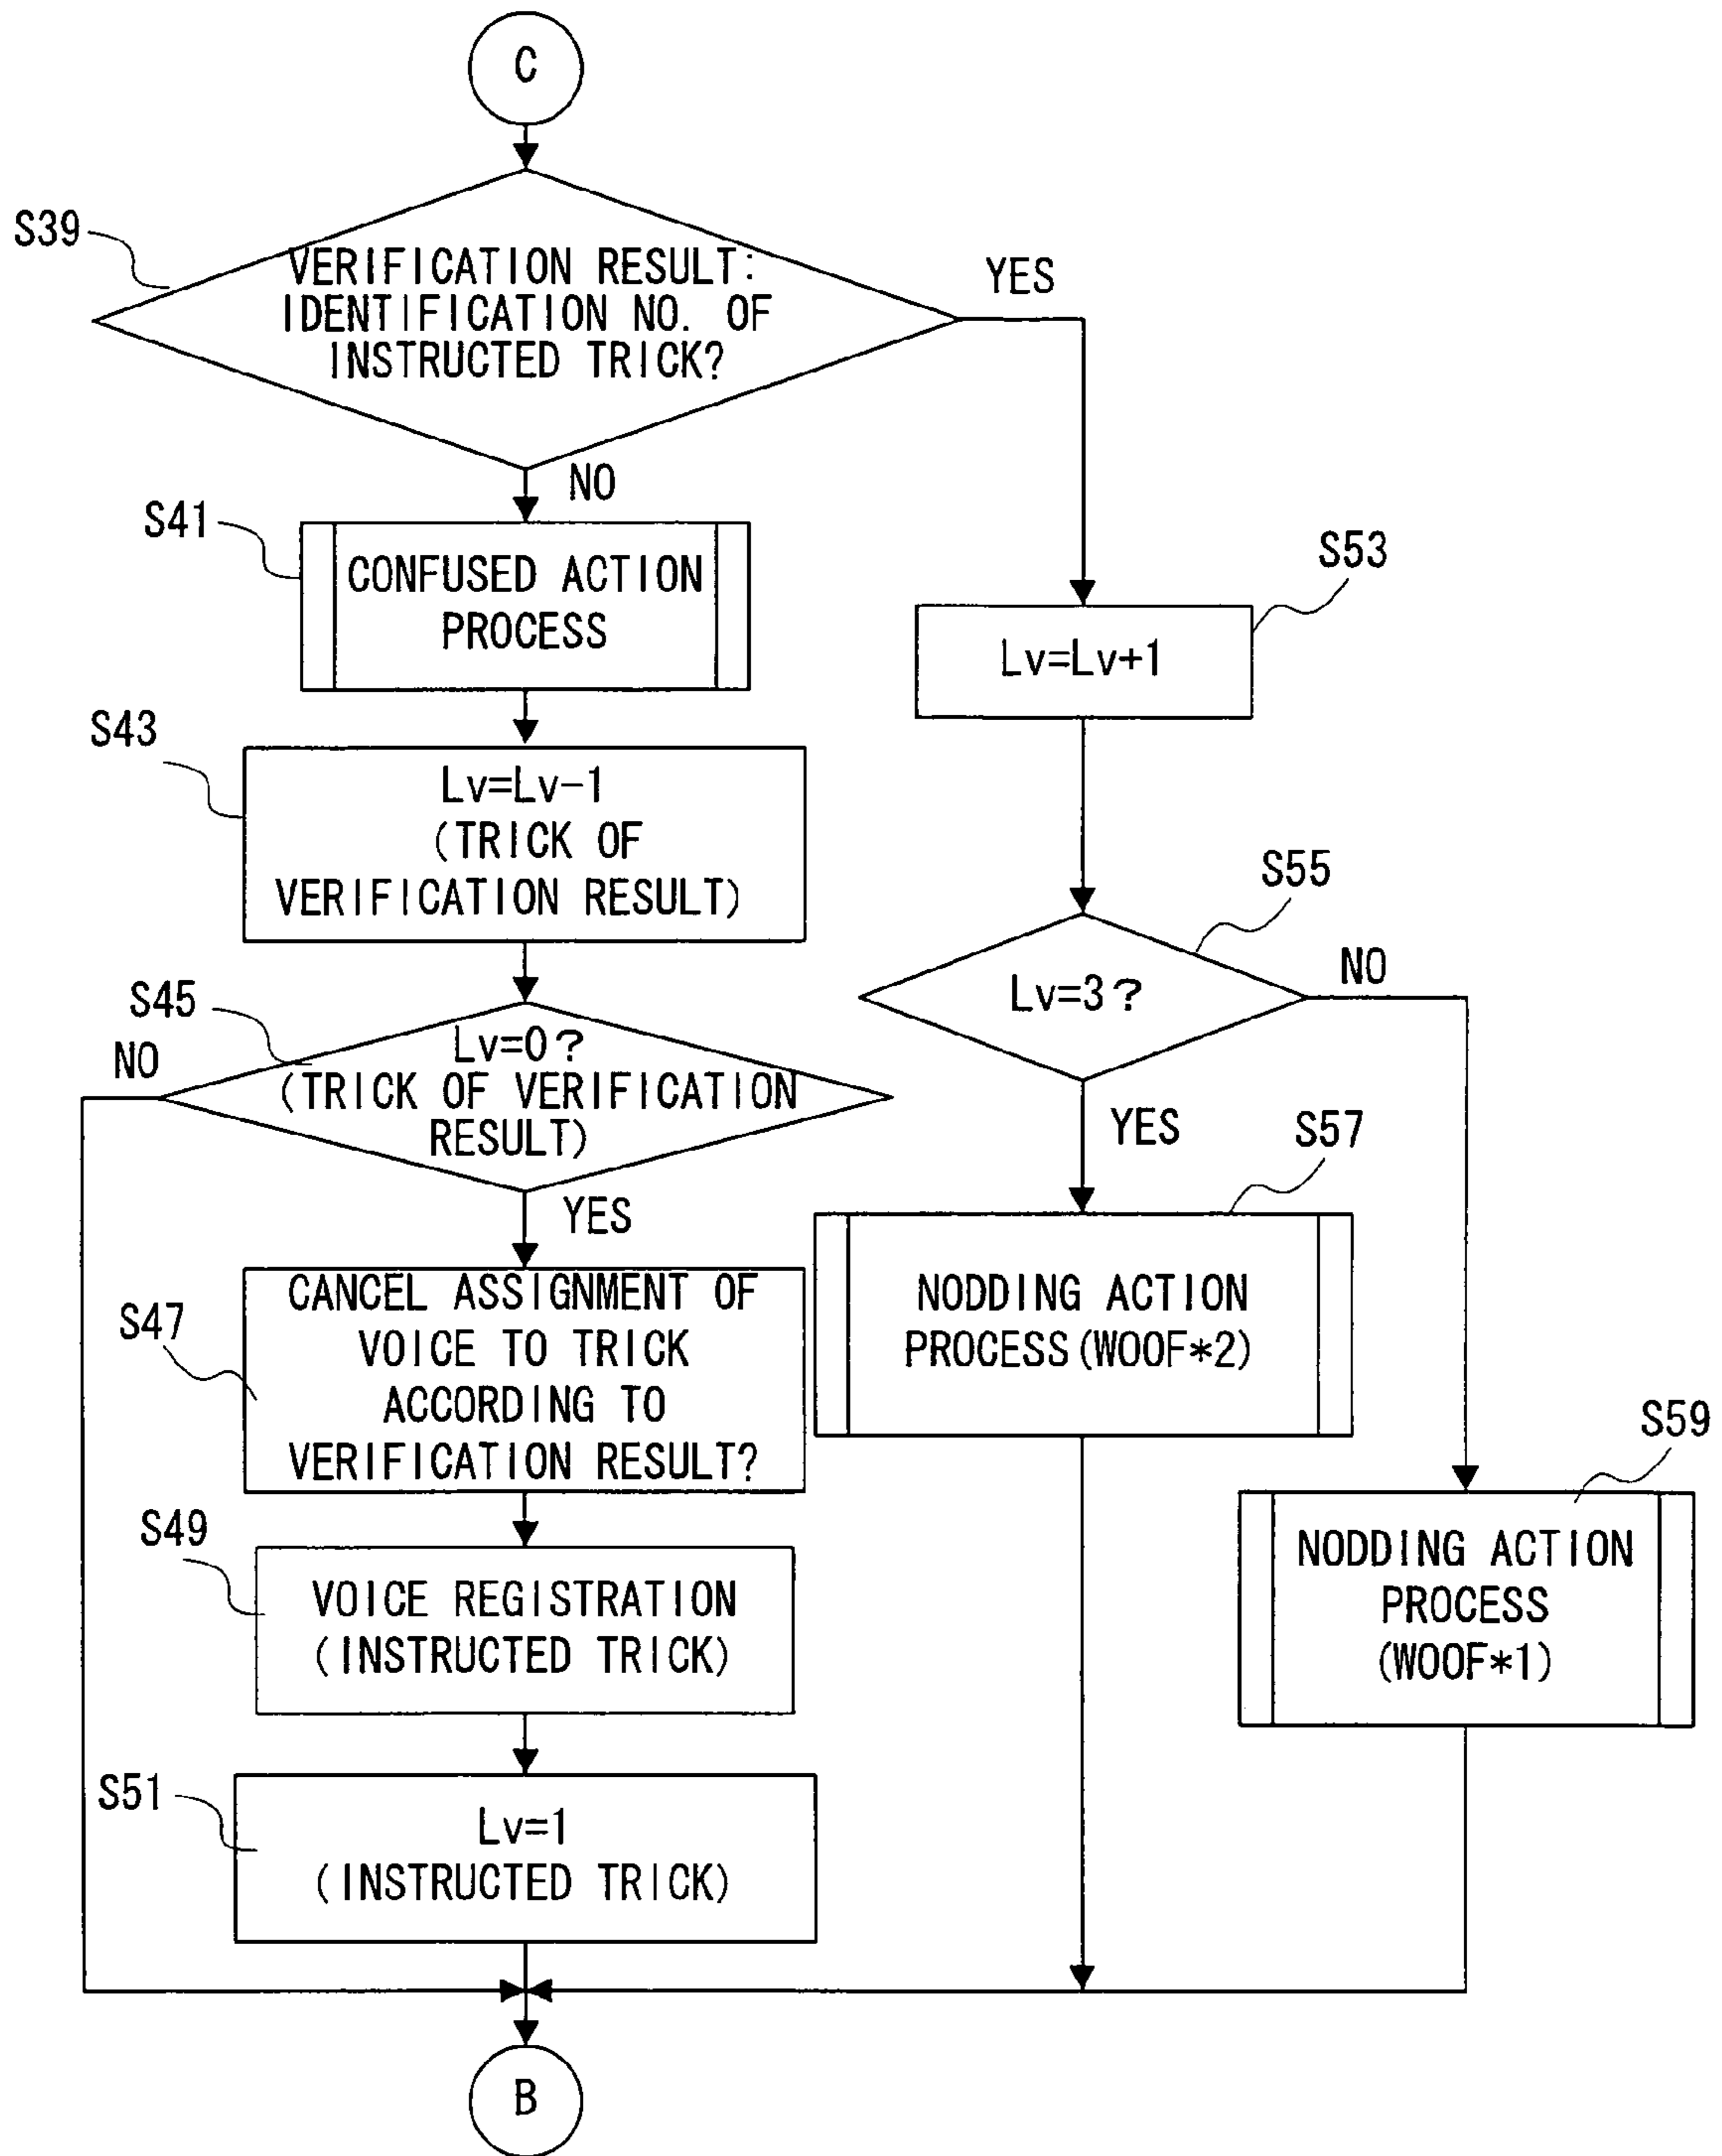 C
S39
VERIFICATION RESULT:
IDENTIFICATION NO. OF
INSTRUCTED TRICK?
YES
NO
S41
CONFUSED ACTION
PROCESS
S43
Lv=Lv-1
(TRICK OF
VERIFICATION RESULT)
S45
Lv=0?
(TRICK OF VERIFICATION
RESULT)
NO
YES
S47
CANCEL ASSIGNMENT OF
VOICE TO TRICK
ACCORDING TO
VERIFICATION RESULT?
S49
VOICE REGISTRATION
(INSTRUCTED TRICK)
S51
Lv=1
(INSTRUCTED TRICK)
S53
Lv=Lv+1
S55
Lv=3?
NO
YES
S57
NODDING ACTION
PROCESS(WOOF*2)
S59
NODDING ACTION
PROCESS
(WOOF*1)
B